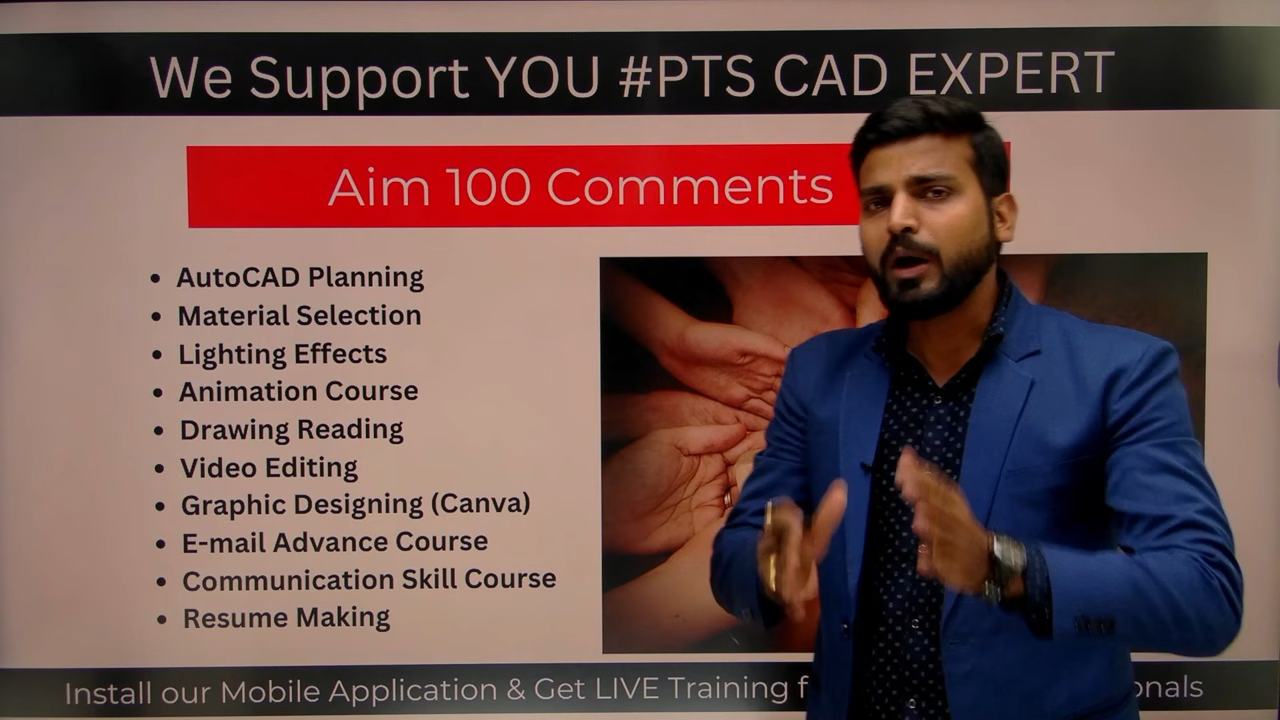 We Support YOU #PTS CAD EXPERT
Aim 100 Comments
• AutoCAD Planning
• Material Selection
• Lighting Effects
• Animation Course
• Drawing Reading
• Video Editing
• Graphic Designing (Canva)
• E-mail Advance Course
• Communication Skill Course
• Resume Making
Install our Mobile Application & Get LIVE Training